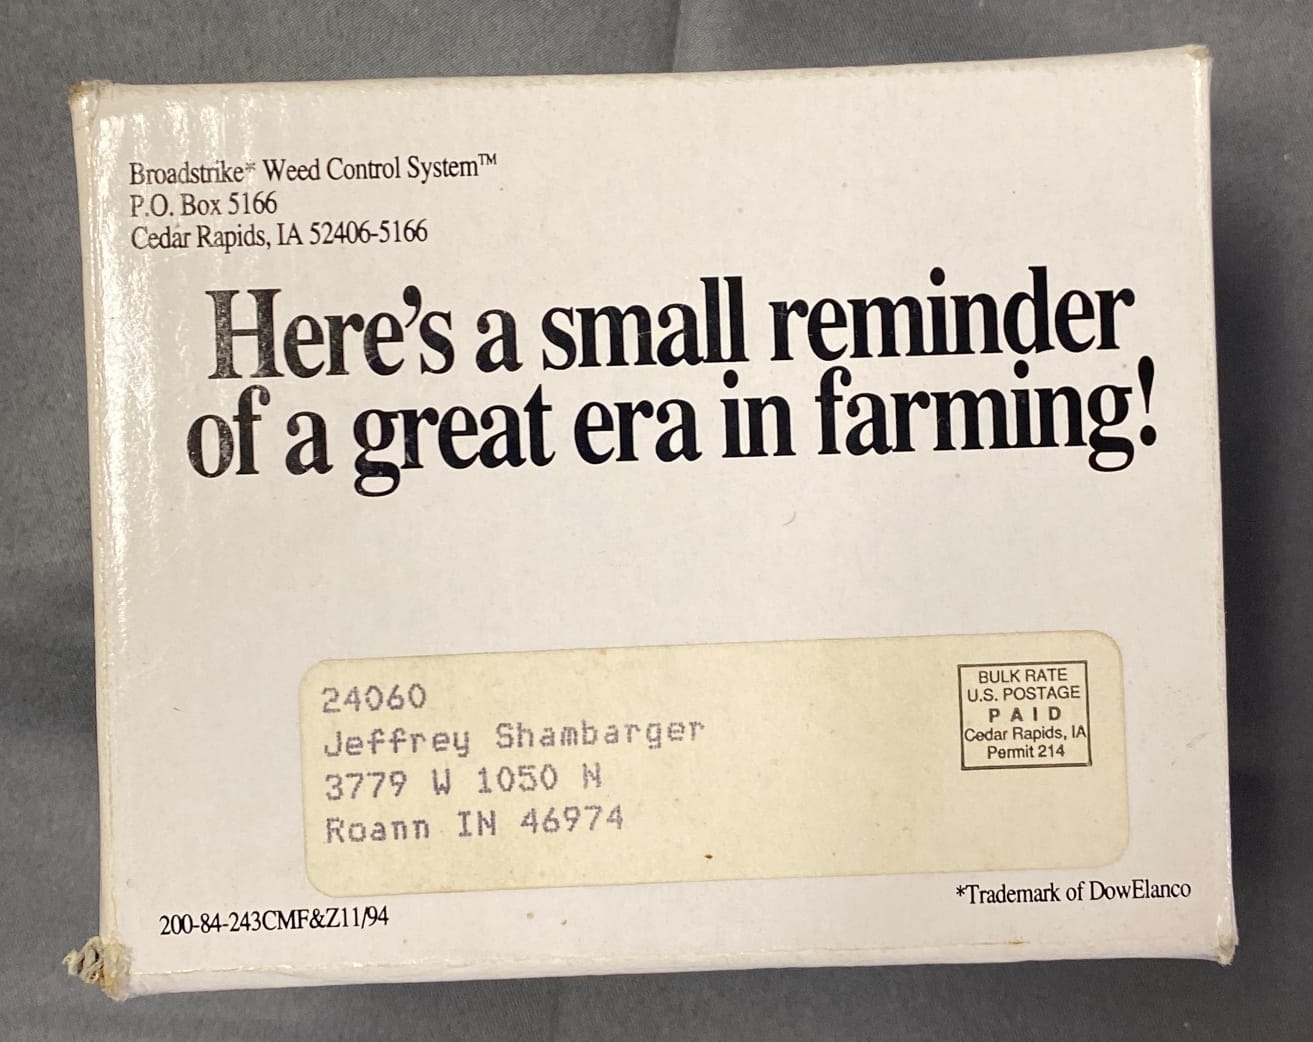 Broadstrike* Weed Control System™
P.O. Box 5166
Cedar Rapids, IA 52406-5166
Here's a small reminder
of a great era in farming!
24060
Jeffrey Shambarger
3779 W 1050 N
Roann IN 46974
BULK RATE
U.S. POSTAGE
PAID
Cedar Rapids, IA
Permit 214
*Trademark of DowElanco
200-84-243CMF&Z11/94